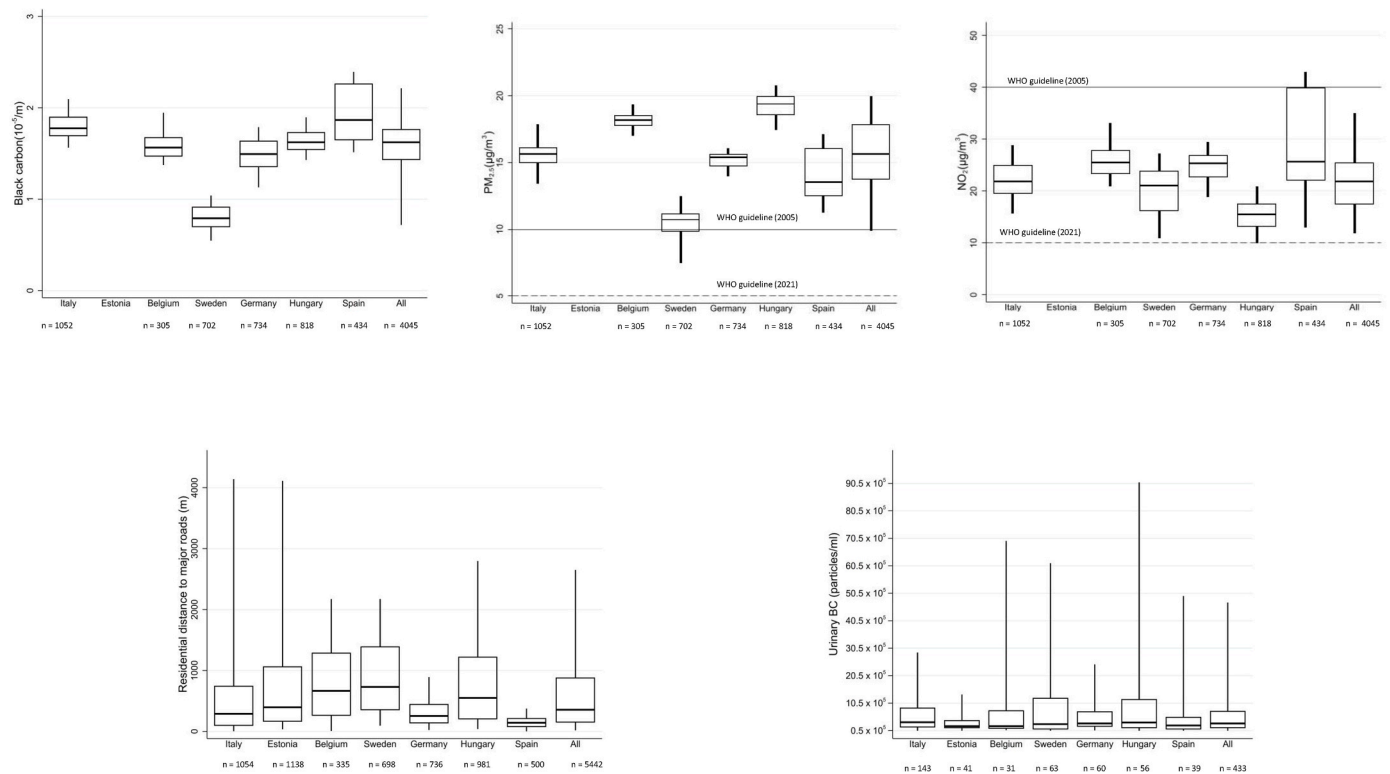 Black carbon(10⁻⁵/m)
3
2
1
0
Italy Estonia Belgium Sweden Germany Hungary Spain All
n = 1052 n = 305 n = 702 n = 734 n = 818 n = 434 n = 4045
PM₂.₅(µg/m³)
25
20
15
10
5
WHO guideline (2005)
WHO guideline (2021)
Italy Estonia Belgium Sweden Germany Hungary Spain All
n = 1052 n = 305 n = 702 n = 734 n = 818 n = 434 n = 4045
NO₂(µg/m³)
50
40
30
20
10
0
WHO guideline (2005)
WHO guideline (2021)
Italy Estonia Belgium Sweden Germany Hungary Spain All
n = 1052 n = 305 n = 702 n = 734 n = 818 n = 434 n = 4045
Residential distance to major roads (m)
4000
3000
2000
1000
0
Italy Estonia Belgium Sweden Germany Hungary Spain All
n = 1054 n = 1138 n = 335 n = 698 n = 736 n = 981 n = 500 n = 5442
Urinary BC (particles/ml)
90.5 x 10⁵
80.5 x 10⁵
70.5 x 10⁵
60.5 x 10⁵
50.5 x 10⁵
40.5 x 10⁵
30.5 x 10⁵
20.5 x 10⁵
10.5 x 10⁵
0.5 x 10⁵
Italy Estonia Belgium Sweden Germany Hungary Spain All
n = 143 n = 41 n = 31 n = 63 n = 60 n = 56 n = 39 n = 433